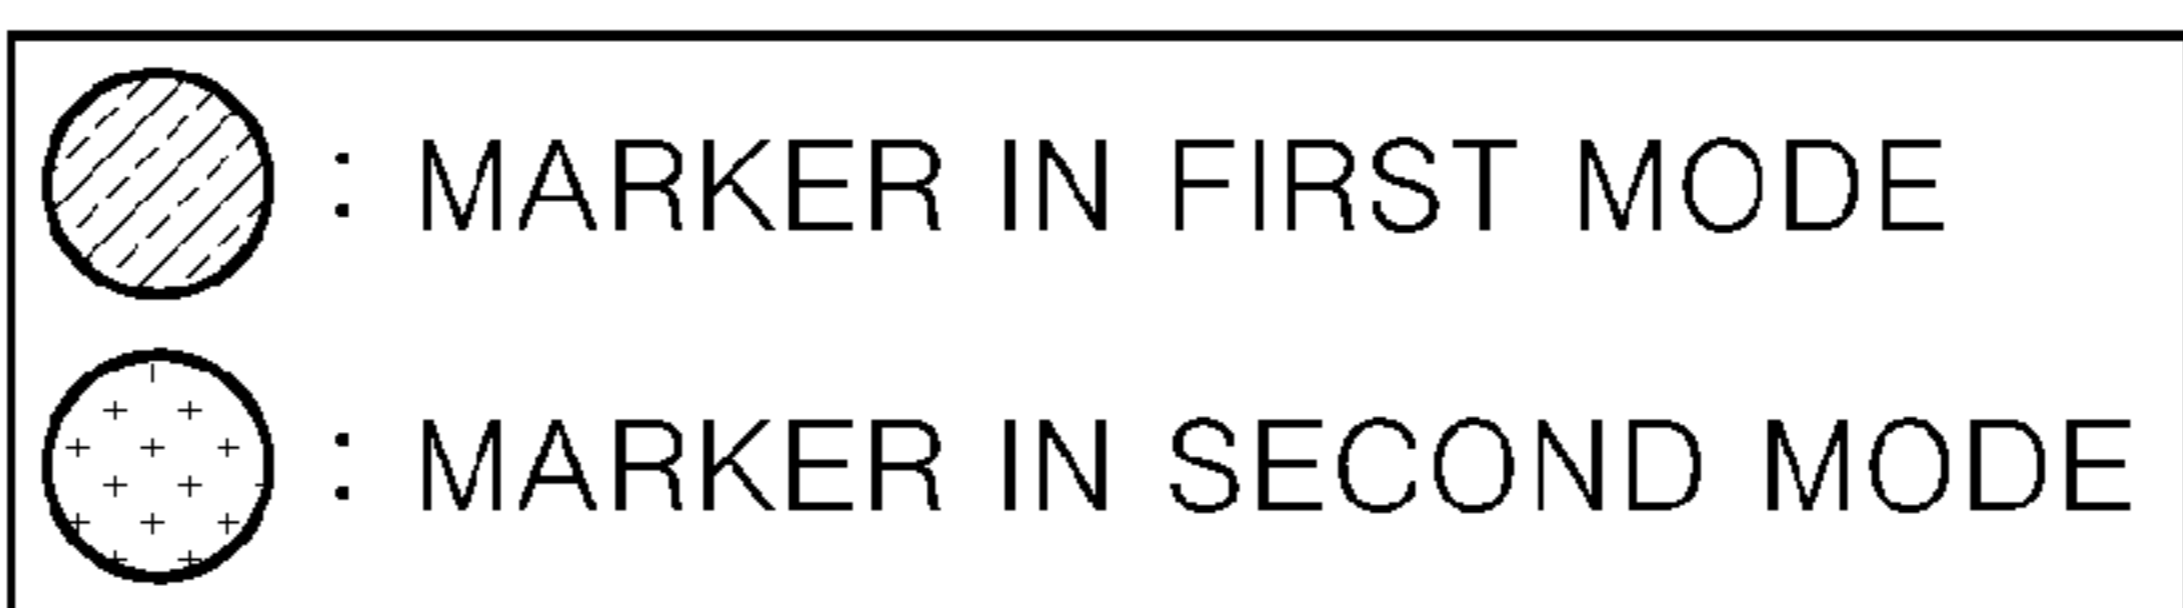 : MARKER IN FIRST MODE
: MARKER IN SECOND MODE